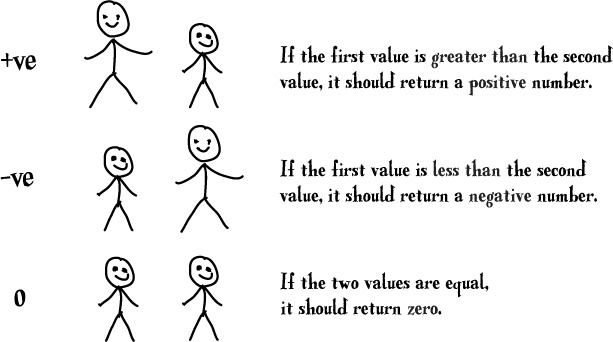 +ve
If the first value is greater than the second
value, it should return a positive number.
-ve
If the first value is less than the second
value, it should return a negative number.
0
If the two values are equal,
it should return zero.